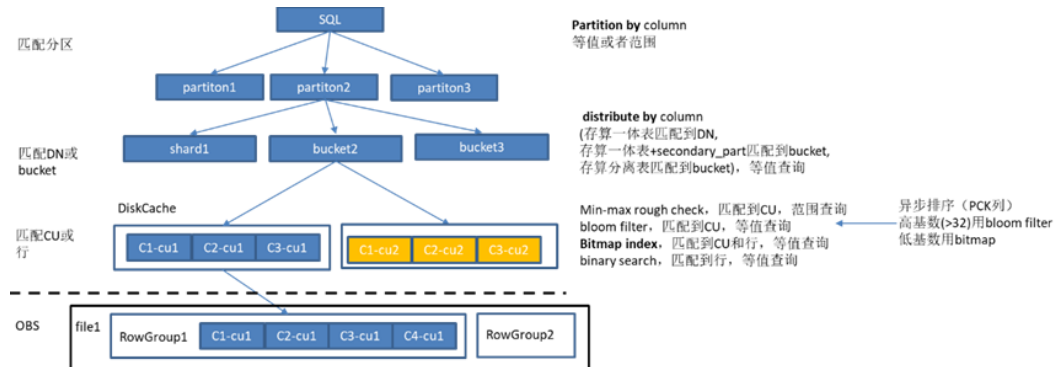 SQL
Partition by column
等值或者范围
匹配分区
partiton1
partiton2
partiton3
distribute by column
(存算一体表匹配到DN,
存算一体表+secondary_part匹配到bucket,
存算分离表匹配到bucket)，等值查询
匹配DN或
bucket
shard1
bucket2
bucket3
DiskCache
匹配CU或
行
C1-cu1
C2-cu1
C3-cu1
C1-cu2
C2-cu2
C3-cu2
Min-max rough check，匹配到CU，范围查询
bloom filter，匹配到CU，等值查询
Bitmap index，匹配到CU和行，等值查询
binary search，匹配到行，等值查询
异步排序（PCK列）
高基数(>32)用bloom filter
低基数用bitmap
OBS
file1
RowGroup1
C1-cu1
C2-cu1
C3-cu1
C4-cu1
RowGroup2